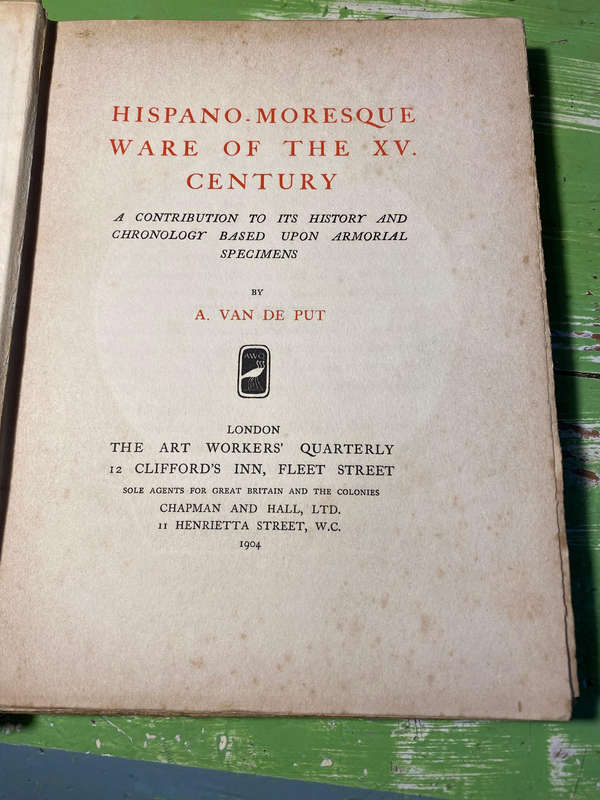 HISPANO-MORESQUE
WARE OF THE XV.
CENTURY
A CONTRIBUTION TO ITS HISTORY AND
CHRONOLOGY BASED UPON ARMORIAL
SPECIMENS
BY
A. VAN DE PUT
AWQ
LONDON
THE ART WORKERS' QUARTERLY
12 CLIFFORD'S INN, FLEET STREET
SOLE AGENTS FOR GREAT BRITAIN AND THE COLONIES
CHAPMAN AND HALL, LTD.
11 HENRIETTA STREET, W.C.
1904